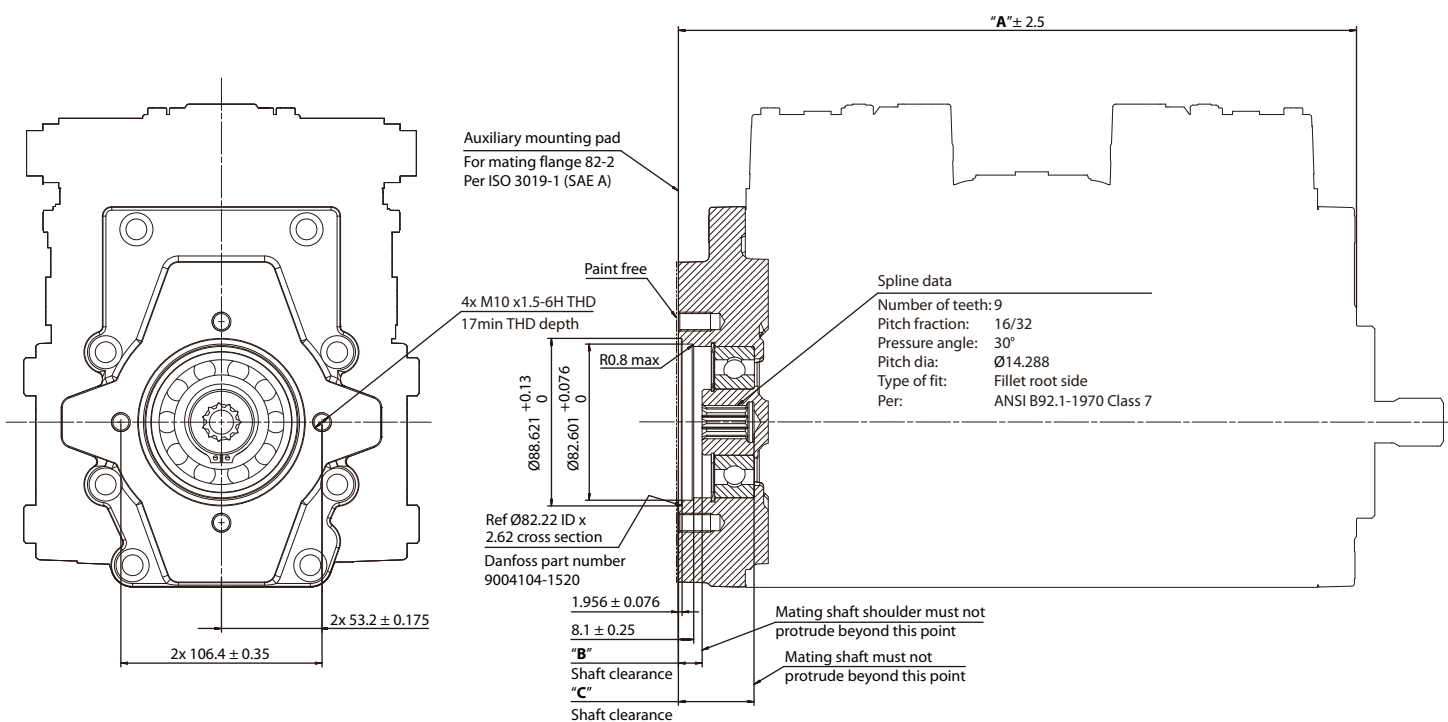 "A" ± 2.5
Auxiliary mounting pad
For mating flange 82-2
Per ISO 3019-1 (SAE A)
Paint free
4x M10 x1.5-6H THD
17min THD depth
R0.8 max
Ø88.621 +0.13 0
Ø82.601 +0.076 0
Spline data
Number of teeth: 9
Pitch fraction: 16/32
Pressure angle: 30°
Pitch dia: Ø14.288
Type of fit: Fillet root side
Per: ANSI B92.1-1970 Class 7
Ref Ø82.22 ID x
2.62 cross section
Danfoss part number
9004104-1520
1.956 ± 0.076
8.1 ± 0.25
"B"
Shaft clearance
"C"
Shaft clearance
Mating shaft shoulder must not
protrude beyond this point
Mating shaft must not
protrude beyond this point
2x 53.2 ± 0.175
2x 106.4 ± 0.35